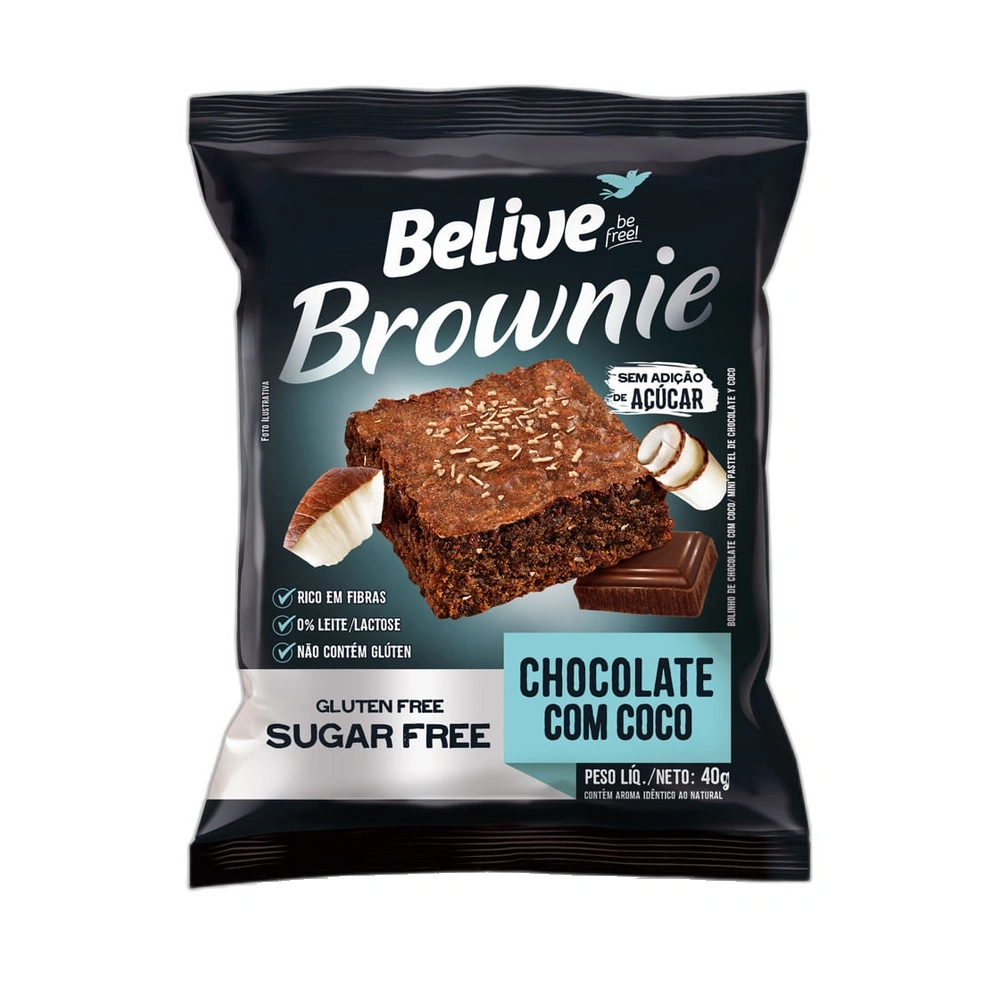 Belive
be
free!
Brownie
SEM ADIÇÃO
DE AÇÚCAR
FOTO ILUSTRATIVA
BOLINHO DE CHOCOLATE COM COCO/ MINI PASTEL DE CHOCOLATE Y COCO
RICO EM FIBRAS
0% LEITE/LACTOSE
NÃO CONTÉM GLÚTEN
GLUTEN FREE
SUGAR FREE
CHOCOLATE
COM COCO
PESO LÍQ./NETO: 40g
CONTÉM AROMA IDÊNTICO AO NATURAL